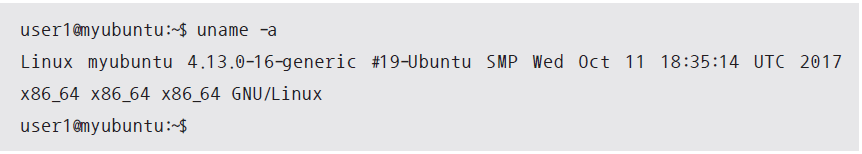 user1@myubuntu:~$ uname -a
Linux myubuntu 4.13.0-16-generic #19-Ubuntu SMP Wed Oct 11 18:35:14 UTC 2017
x86_64 x86_64 x86_64 GNU/Linux
user1@myubuntu:~$